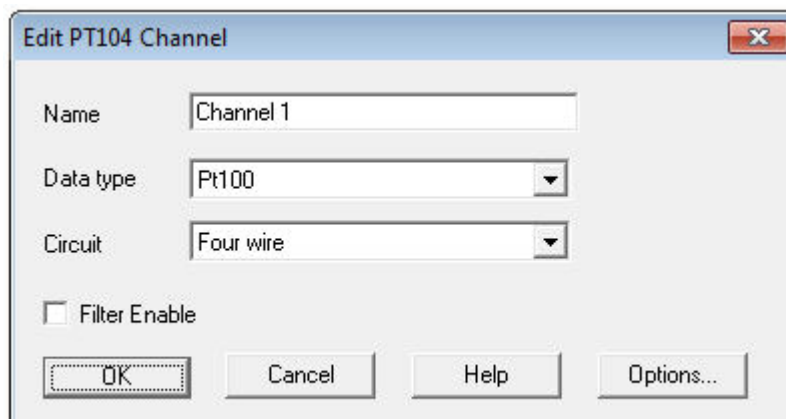 Edit PT104 Channel
Name Channel 1
Data type Pt100
Circuit Four wire
Filter Enable
OK Cancel Help Options...